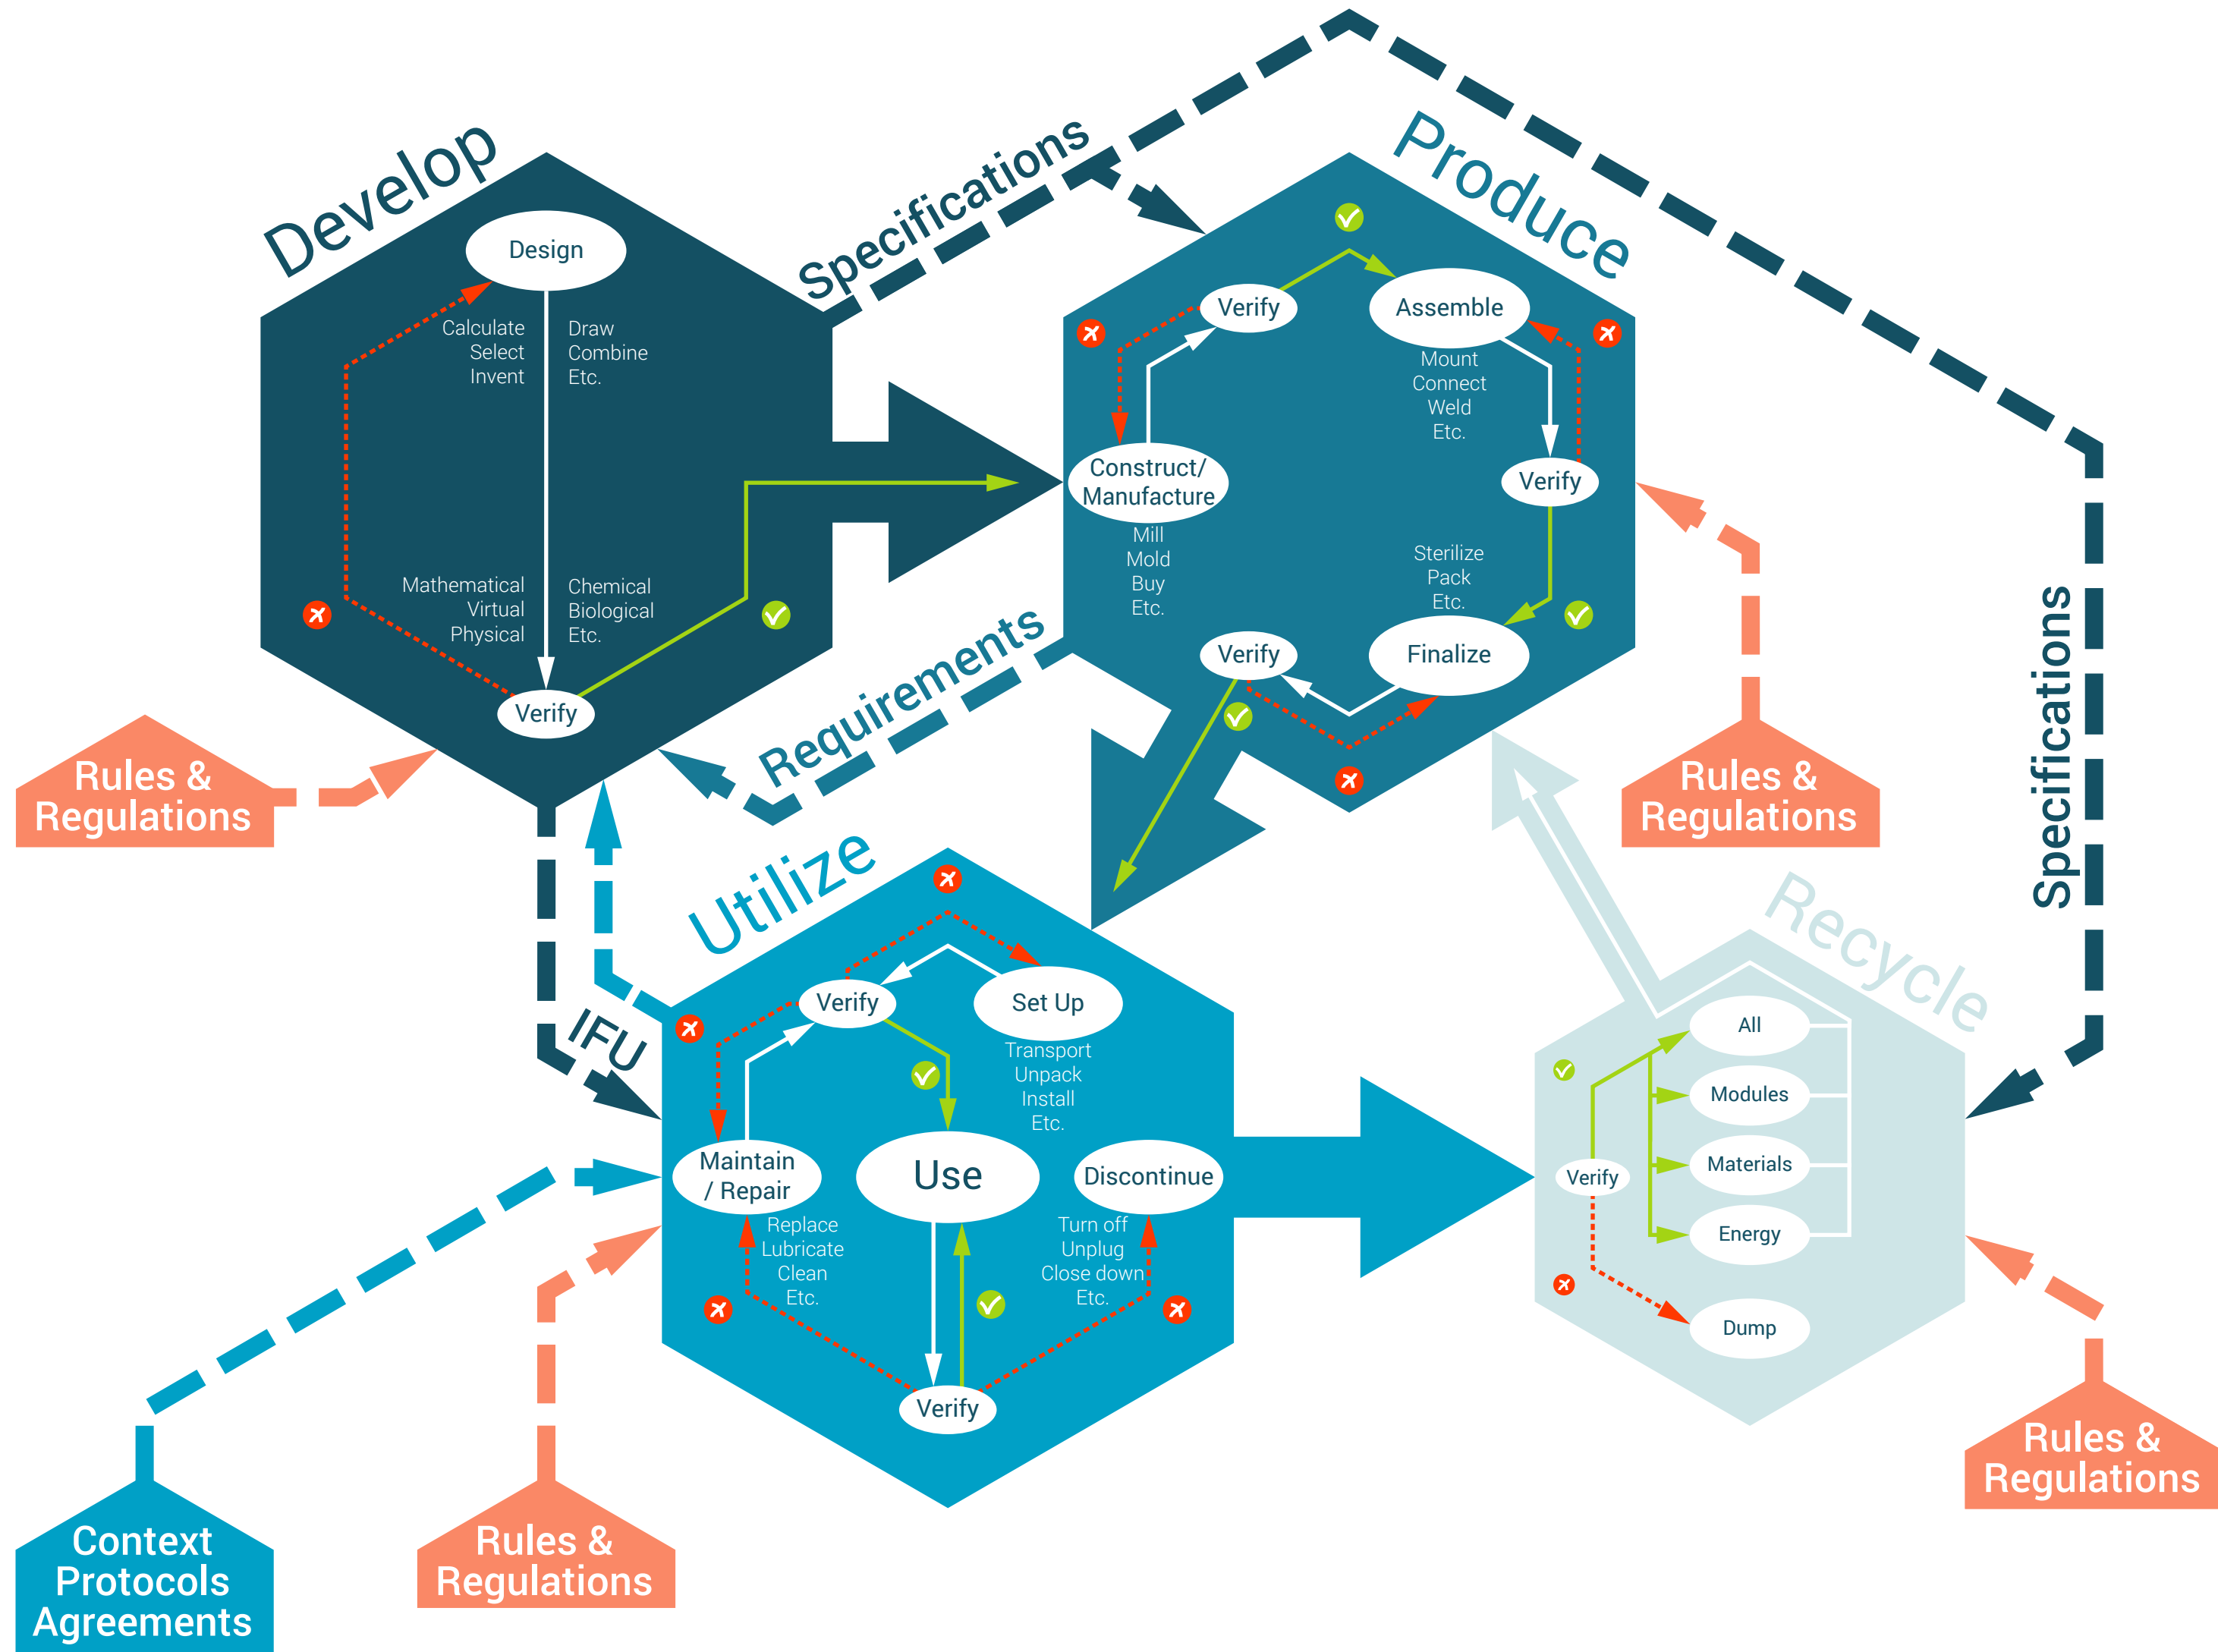 Develop
Design
Calculate
Select
Invent
Draw
Combine
Etc.
Mathematical
Virtual
Physical
Chemical
Biological
Etc.
Verify
Specifications
Produce
Verify
Assemble
Mount
Connect
Weld
Etc.
Construct/
Manufacture
Mill
Mold
Buy
Etc.
Verify
Sterilize
Pack
Etc.
Finalize
Verify
Requirements
Rules &
Regulations
Rules &
Regulations
Specifications
IFU
Utilize
Verify
Set Up
Transport
Unpack
Install
Etc.
Maintain
/ Repair
Replace
Lubricate
Clean
Etc.
Use
Discontinue
Turn off
Unplug
Close down
Etc.
Verify
Recycle
All
Modules
Materials
Energy
Verify
Dump
Rules &
Regulations
Rules &
Regulations
Context
Protocols
Agreements